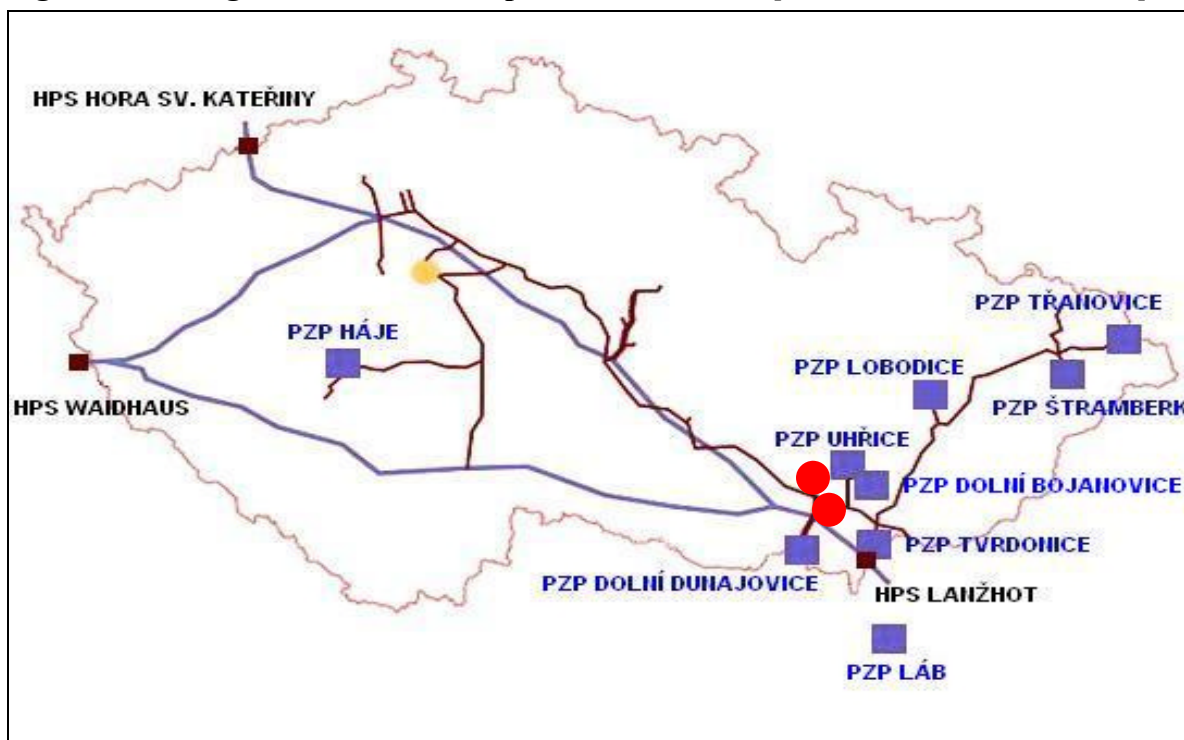 HPS HORA SV. KATEŘINY
PZP TŘANOVICE
PZP HÁJE
PZP LOBODICE
HPS WAIDHAUS
PZP ŠTRAMBERK
PZP UHŘICE
PZP DOLNÍ BOJANOVICE
PZP TVRDONICE
PZP DOLNÍ DUNAJOVICE
HPS LANŽHOT
PZP LÁB